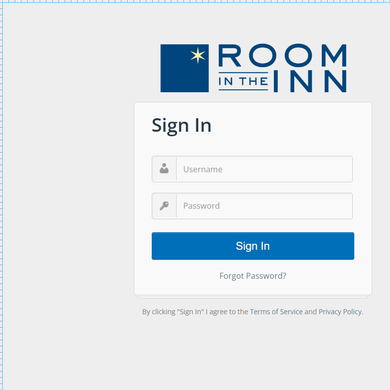 ROOM
IN THE INN
Sign In
Username
Password
Sign In
Forgot Password?
By clicking "Sign In" I agree to the Terms of Service and Privacy Policy.